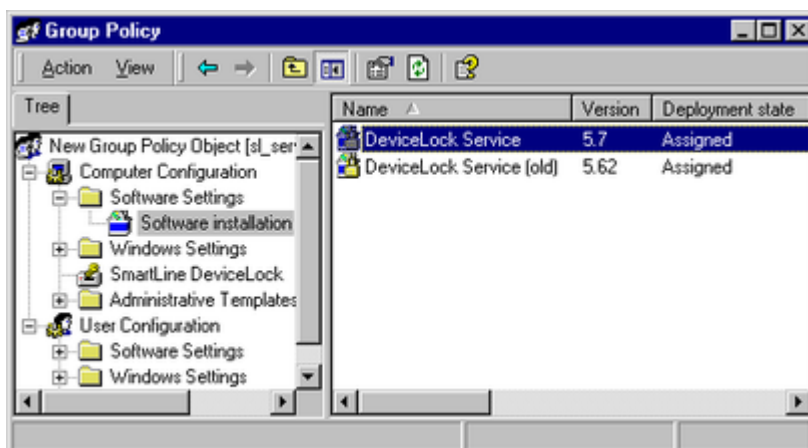 Group Policy
Action View
Tree
New Group Policy Object [sl_ser
Computer Configuration
Software Settings
Software installation
Windows Settings
SmartLine DeviceLock
Administrative Templates
User Configuration
Software Settings
Windows Settings
Name Version Deployment state
DeviceLock Service 5.7 Assigned
DeviceLock Service (old) 5.62 Assigned